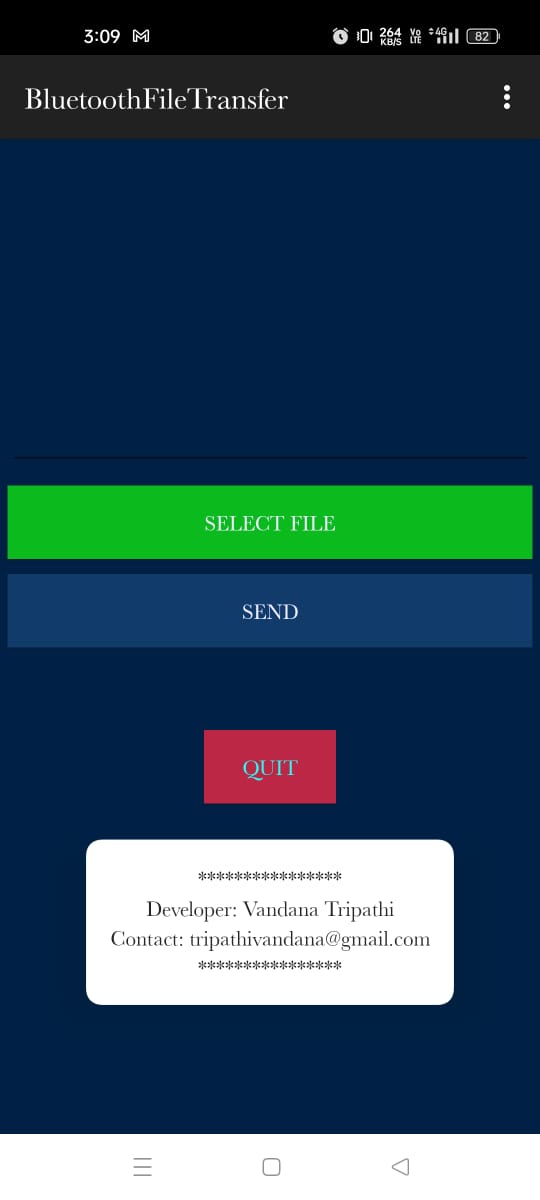 3:09
264 KB/S Vo LTE 4G 82
BluetoothFileTransfer
SELECT FILE
SEND
QUIT
****************
Developer: Vandana Tripathi
Contact: tripathivandana@gmail.com
****************